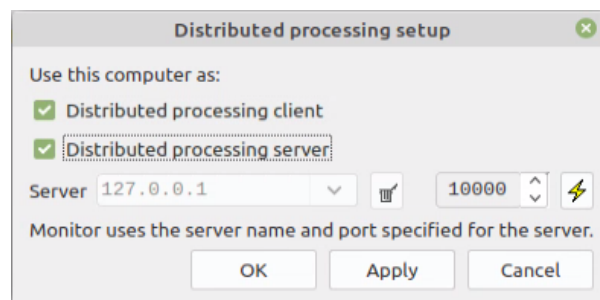 Distributed processing setup
Use this computer as:
Distributed processing client
Distributed processing server
Server 127.0.0.1 10000
Monitor uses the server name and port specified for the server.
OK Apply Cancel